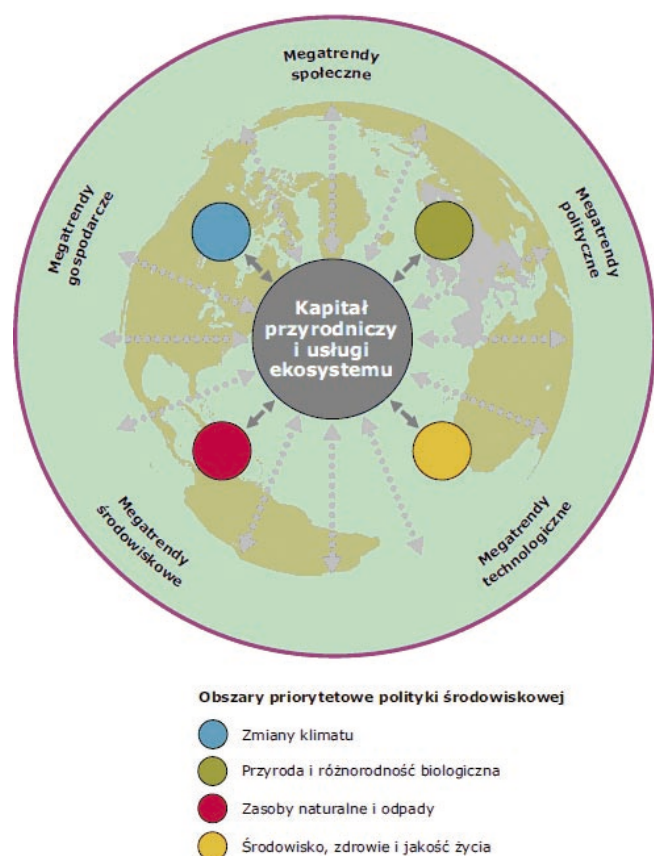 Megatrendy
społeczne
Megatrendy
gospodarcze
Megatrendy
polityczne
Kapitał
przyrodniczy
i usługi
ekosystemu
Megatrendy
środowiskowe
Megatrendy
technologiczne
Obszary priorytetowe polityki środowiskowej
Zmiany klimatu
Przyroda i różnorodność biologiczna
Zasoby naturalne i odpady
Środowisko, zdrowie i jakość życia